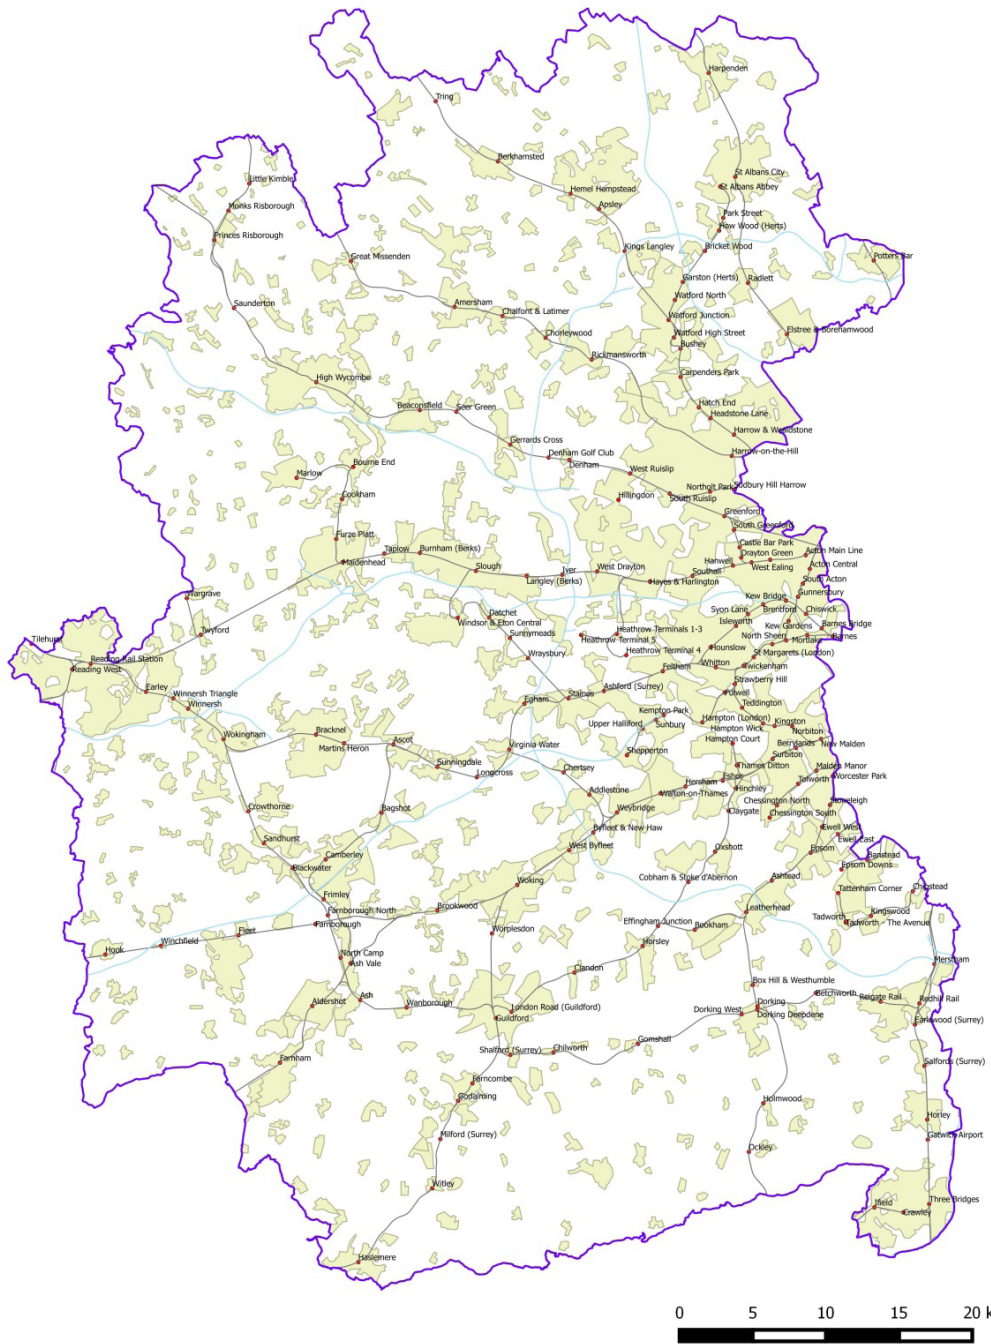 Harpenden
Tring
Berkhamsted
St Albans City
Little Kimble
St Albans Abbey
Hemel Hempstead
Apsley
Monks Risborough
Park Street
How Wood (Herts)
Princes Risborough
Kings Langley
Bricket Wood
Great Missenden
Potters Bar
Garston (Herts)
Radlett
Watford North
Saunderton
Amersham
Chalfont & Latimer
Watford Junction
Chorleywood
Watford High Street
Elstree & Borehamwood
Bushey
Rickmansworth
Carpenders Park
High Wycombe
Hatch End
Beaconsfield
Seer Green
Headstone Lane
Harrow & Wealdstone
Gerrards Cross
Harrow-on-the-Hill
Denham Golf Club
Denham
Bourne End
West Ruislip
Marlow
Northolt Park
Sudbury Hill Harrow
Hillingdon
South Ruislip
Cookham
Greenford
South Greenford
Furze Platt
Castle Bar Park
Taplow
Burnham (Berks)
Acton Main Line
Drayton Green
Maidenhead
Hanwell
West Ealing
Acton Central
Slough
Iver
West Drayton
Langley (Berks)
Southall
Hayes & Harlington
South Acton
Gunnersbury
Wargrave
Kew Bridge
Syon Lane
Brentford
Chiswick
Datchet
Windsor & Eton Central
Isleworth
Kew Gardens
Barnes Bridge
Twyford
Sunnymeads
Heathrow Terminals 1-3
Heathrow Terminal 5
North Sheen
Mortlake
Barnes
Tilehurst
Hounslow
Heathrow Terminal 4
St Margarets (London)
Wraysbury
Reading Rail Station
Reading West
Whitton
Twickenham
Feltham
Earley
Strawberry Hill
Winnersh Triangle
Ashford (Surrey)
Fulwell
Staines
Egham
Winnersh
Teddington
Kempton Park
Upper Halliford
Sunbury
Hampton (London)
Kingston
Hampton Wick
Norbiton
Bracknel
Wokingham
Martins Heron
Ascot
Hampton Court
Berrylands
New Malden
Virginia Water
Shepperton
Surbiton
Sunningdale
Thames Ditton
Malden Manor
Longcross
Chertsey
Esher
Tolworth
Worcester Park
Hersham
Hinchley
Addlestone
Walton-on-Thames
Chessington North
Stoneleigh
Crowthorne
Bagshot
Weybridge
Claygate
Chessington South
Byfleet & New Haw
Ewell West
Ewell East
Sandhurst
West Byfleet
Oxshott
Epsom
Banstead
Camberley
Blackwater
Epsom Downs
Cobham & Stoke d'Abernon
Ashtead
Woking
Tattenham Corner
Chipstead
Frimley
Brookwood
Farnborough North
Leatherhead
Kingswood
Tadworth
Tadworth - The Avenue
Farnborough
Effingham Junction
Bookham
Worplesdon
Fleet
Winchfield
Horsley
Hook
North Camp
Ash Vale
Merstham
Clandon
Box Hill & Westhumble
Betchworth
Reigate Rail
Redhill Rail
Ash
Aldershot
Wanborough
London Road (Guildford)
Dorking
Guildford
Dorking West
Dorking Deepdene
Earlswood (Surrey)
Gomshall
Shalford (Surrey)
Chilworth
Farnham
Salfords (Surrey)
Farncombe
Godalming
Holmwood
Horley
Milford (Surrey)
Gatwick Airport
Ockley
Witley
Ifield
Three Bridges
Crawley
Haslemere
0 5 10 15 20 k